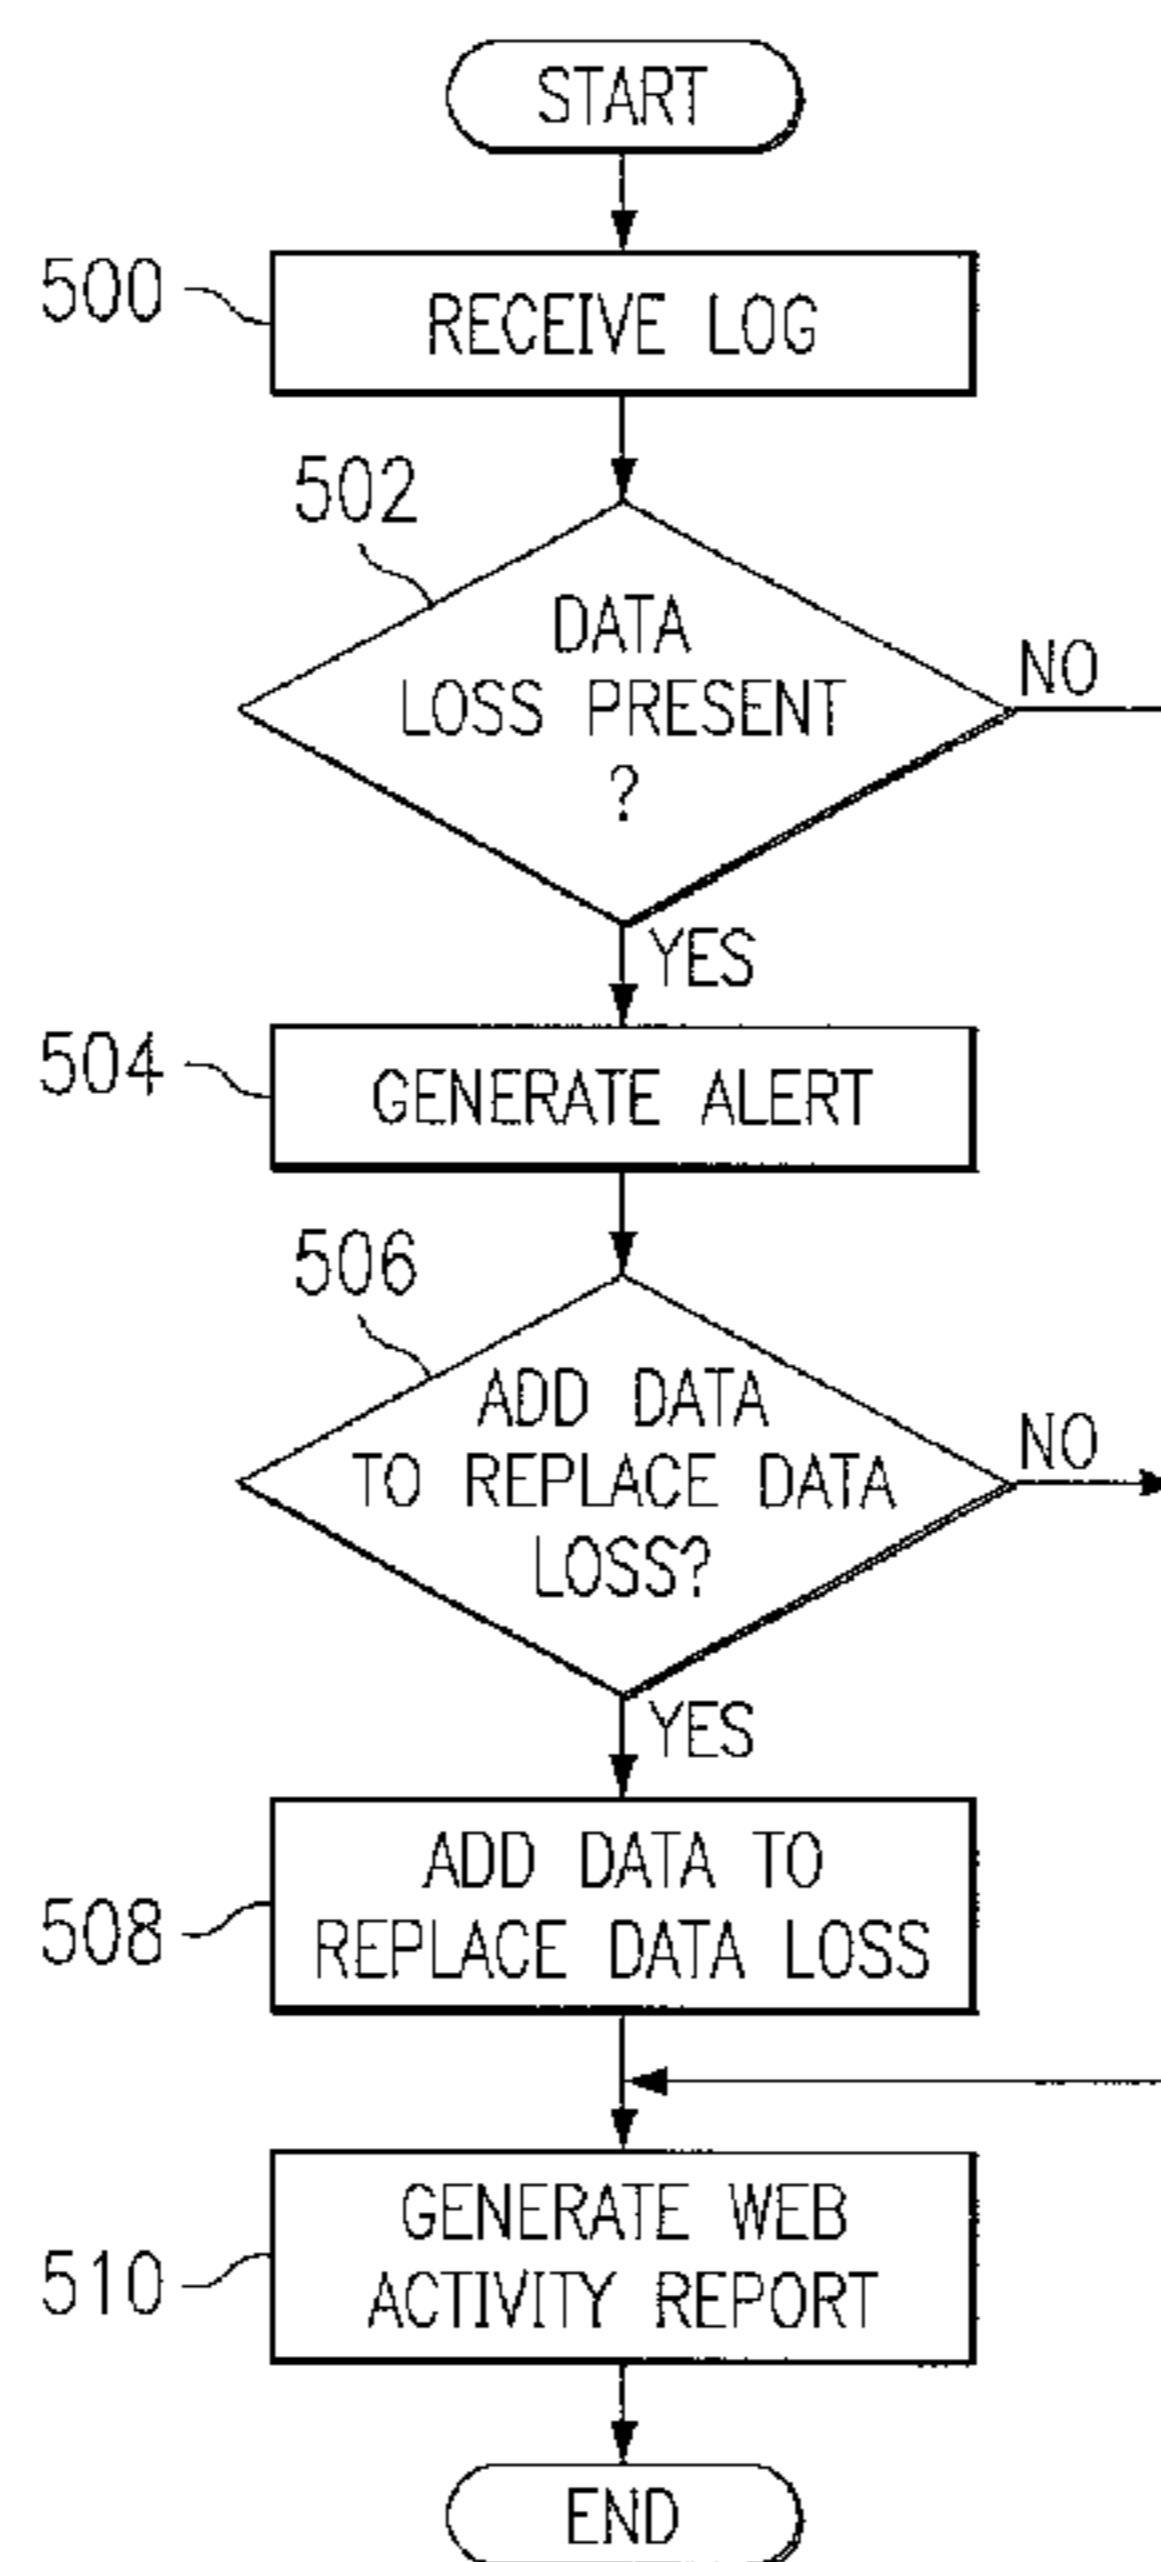 START
500
RECEIVE LOG
502
DATA
LOSS PRESENT
?
NO
YES
504
GENERATE ALERT
506
ADD DATA
TO REPLACE DATA
LOSS?
NO
YES
508
ADD DATA TO
REPLACE DATA LOSS
510
GENERATE WEB
ACTIVITY REPORT
END